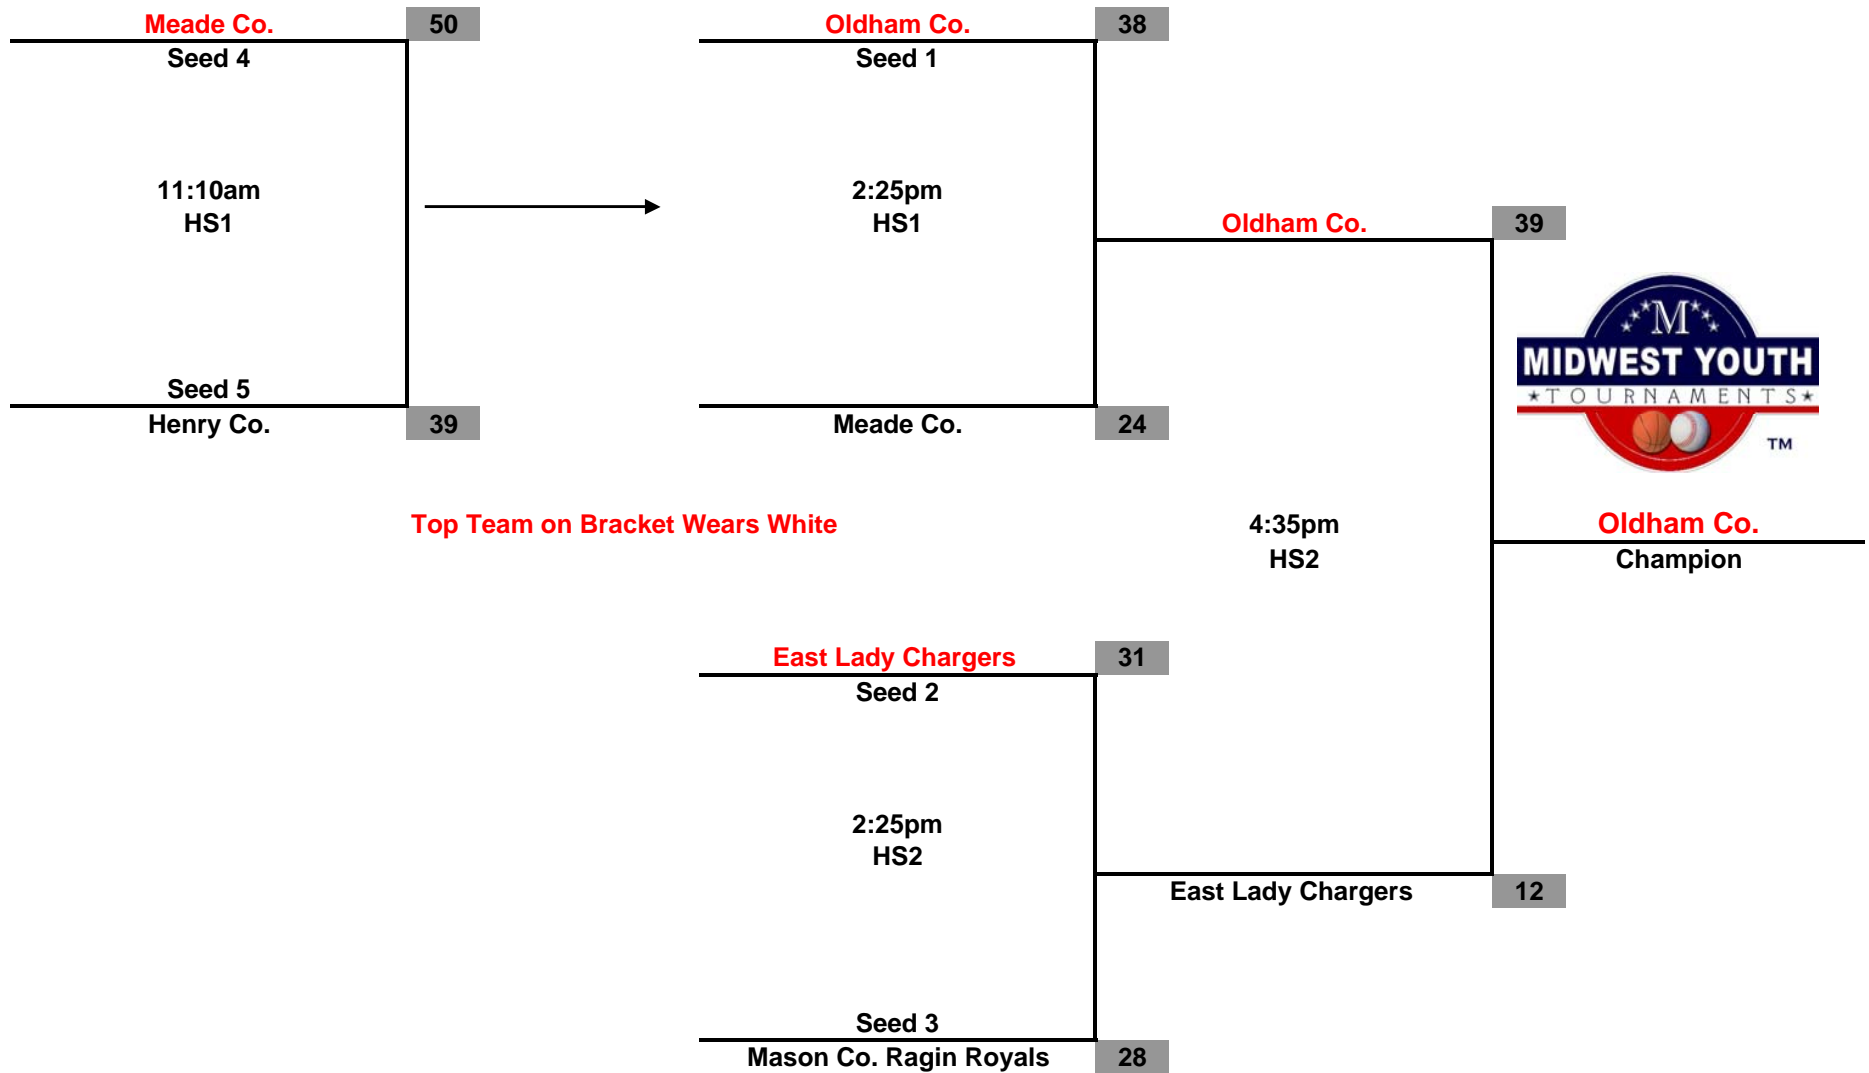 Meade Co. 50
Seed 4
11:10am
HS1
Seed 5
Henry Co. 39
Oldham Co. 38
Seed 1
2:25pm
HS1
Meade Co. 24
Oldham Co. 39
M
MIDWEST YOUTH
TOURNAMENTS
TM
Top Team on Bracket Wears White
4:35pm
HS2
Oldham Co.
Champion
East Lady Chargers 31
Seed 2
2:25pm
HS2
East Lady Chargers 12
Seed 3
Mason Co. Ragin Royals 28